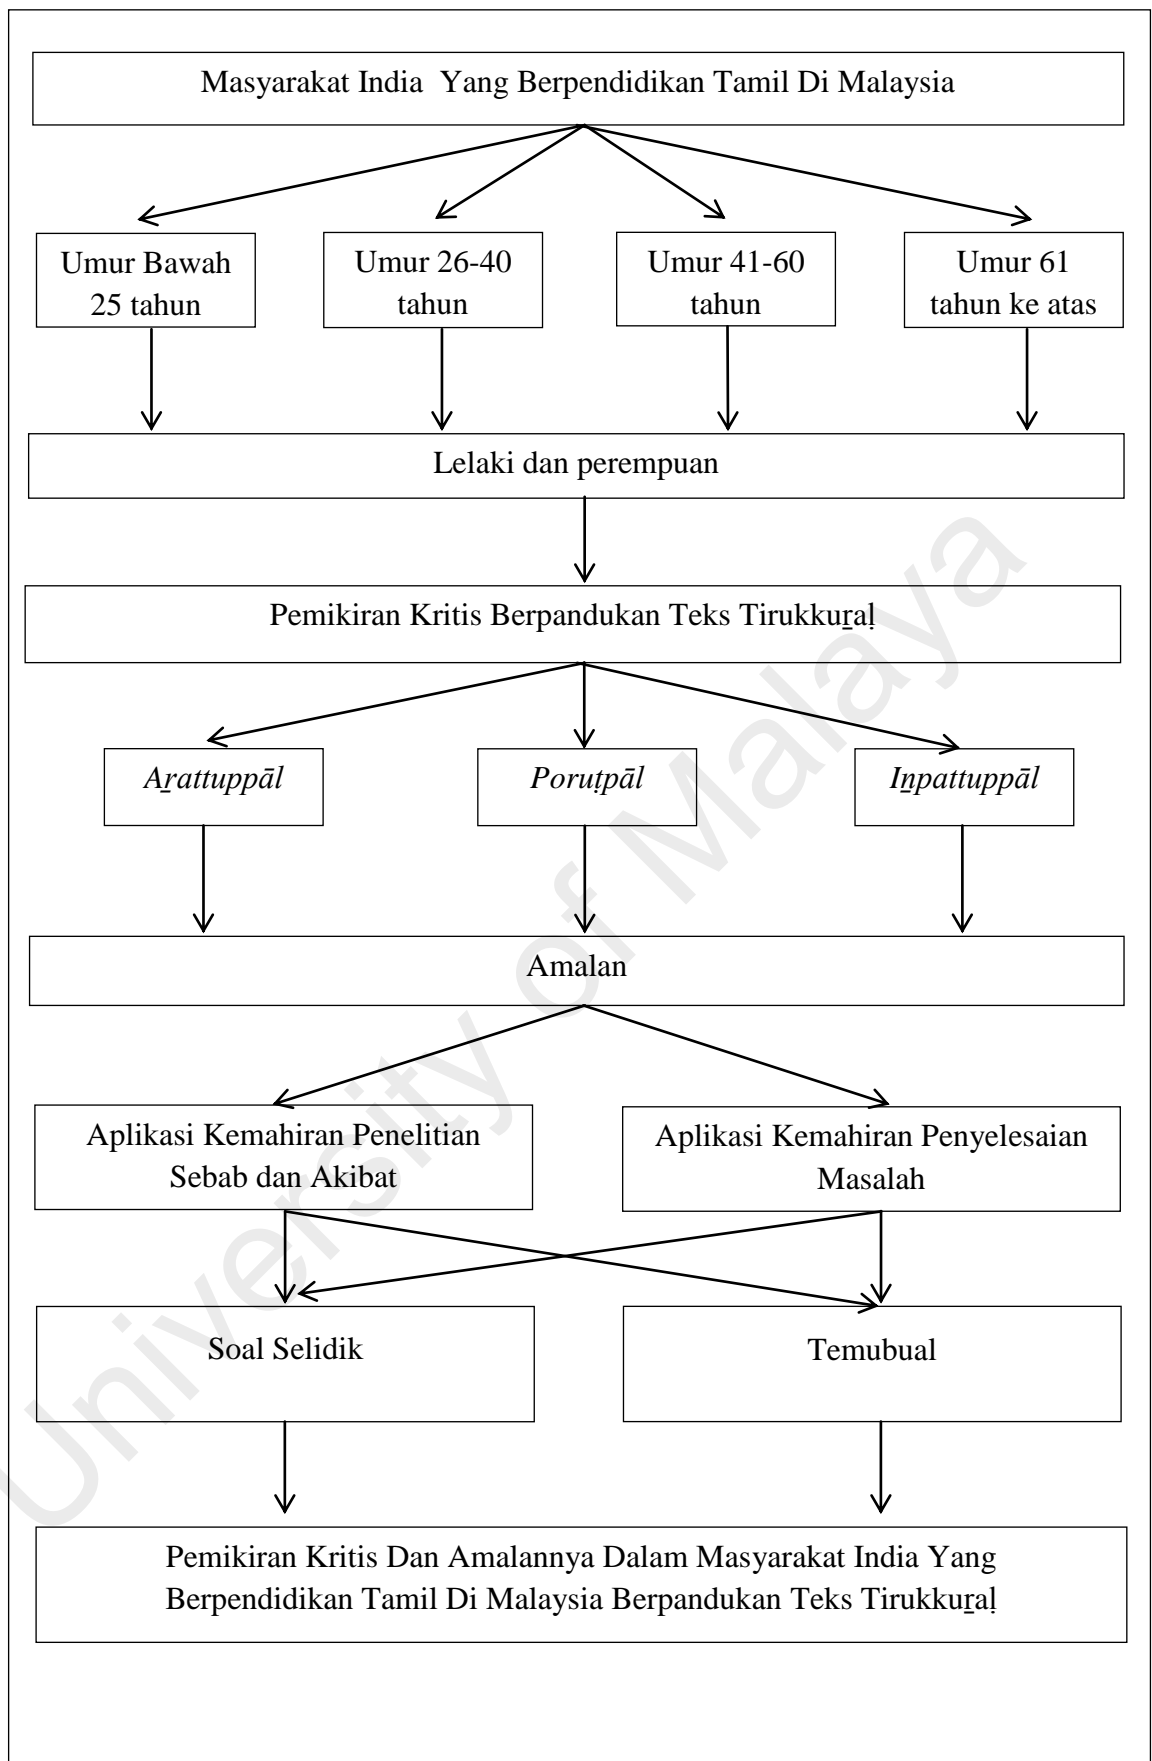 Masyarakat India Yang Berpendidikan Tamil Di Malaysia
Umur Bawah
25 tahun
Umur 26-40
tahun
Umur 41-60
tahun
Umur 61
tahun ke atas
Lelaki dan perempuan
Pemikiran Kritis Berpandukan Teks Tirukkuṟaḷ
Aṟattuppāl
Poruṭpāl
Iṉpattuppāl
Amalan
Aplikasi Kemahiran Penelitian
Sebab dan Akibat
Aplikasi Kemahiran Penyelesaian
Masalah
Soal Selidik
Temubual
Pemikiran Kritis Dan Amalannya Dalam Masyarakat India Yang
Berpendidikan Tamil Di Malaysia Berpandukan Teks Tirukkuṟaḷ
University of Malaya